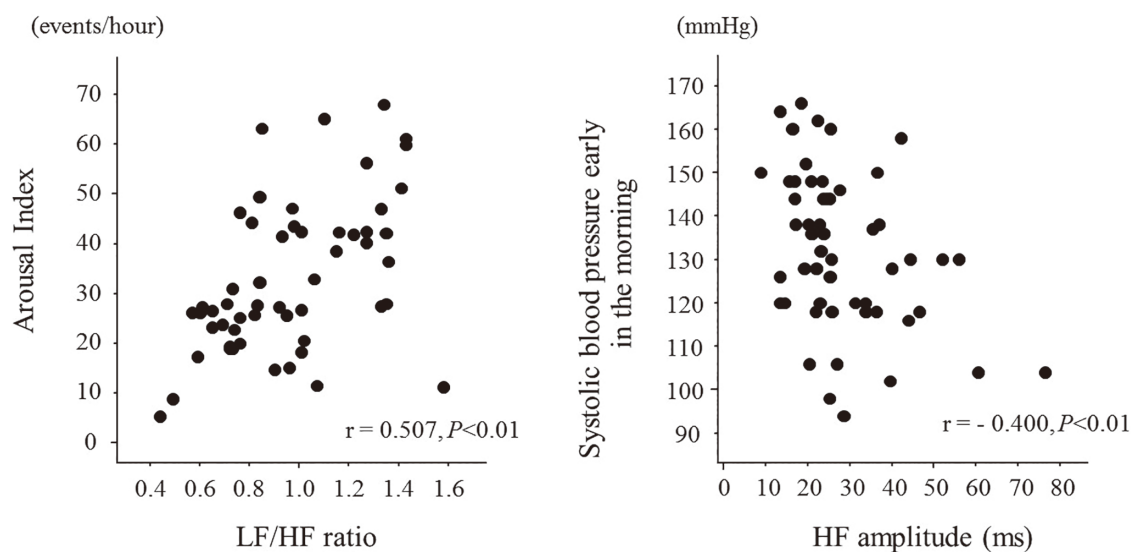 (events/hour)
Arousal Index
70
60
50
40
30
20
10
0
r = 0.507, P<0.01
0.4 0.6 0.8 1.0 1.2 1.4 1.6
LF/HF ratio
(mmHg)
Systolic blood pressure early
in the morning
170
160
150
140
130
120
110
100
90
r = - 0.400, P<0.01
0 10 20 30 40 50 60 70 80
HF amplitude (ms)